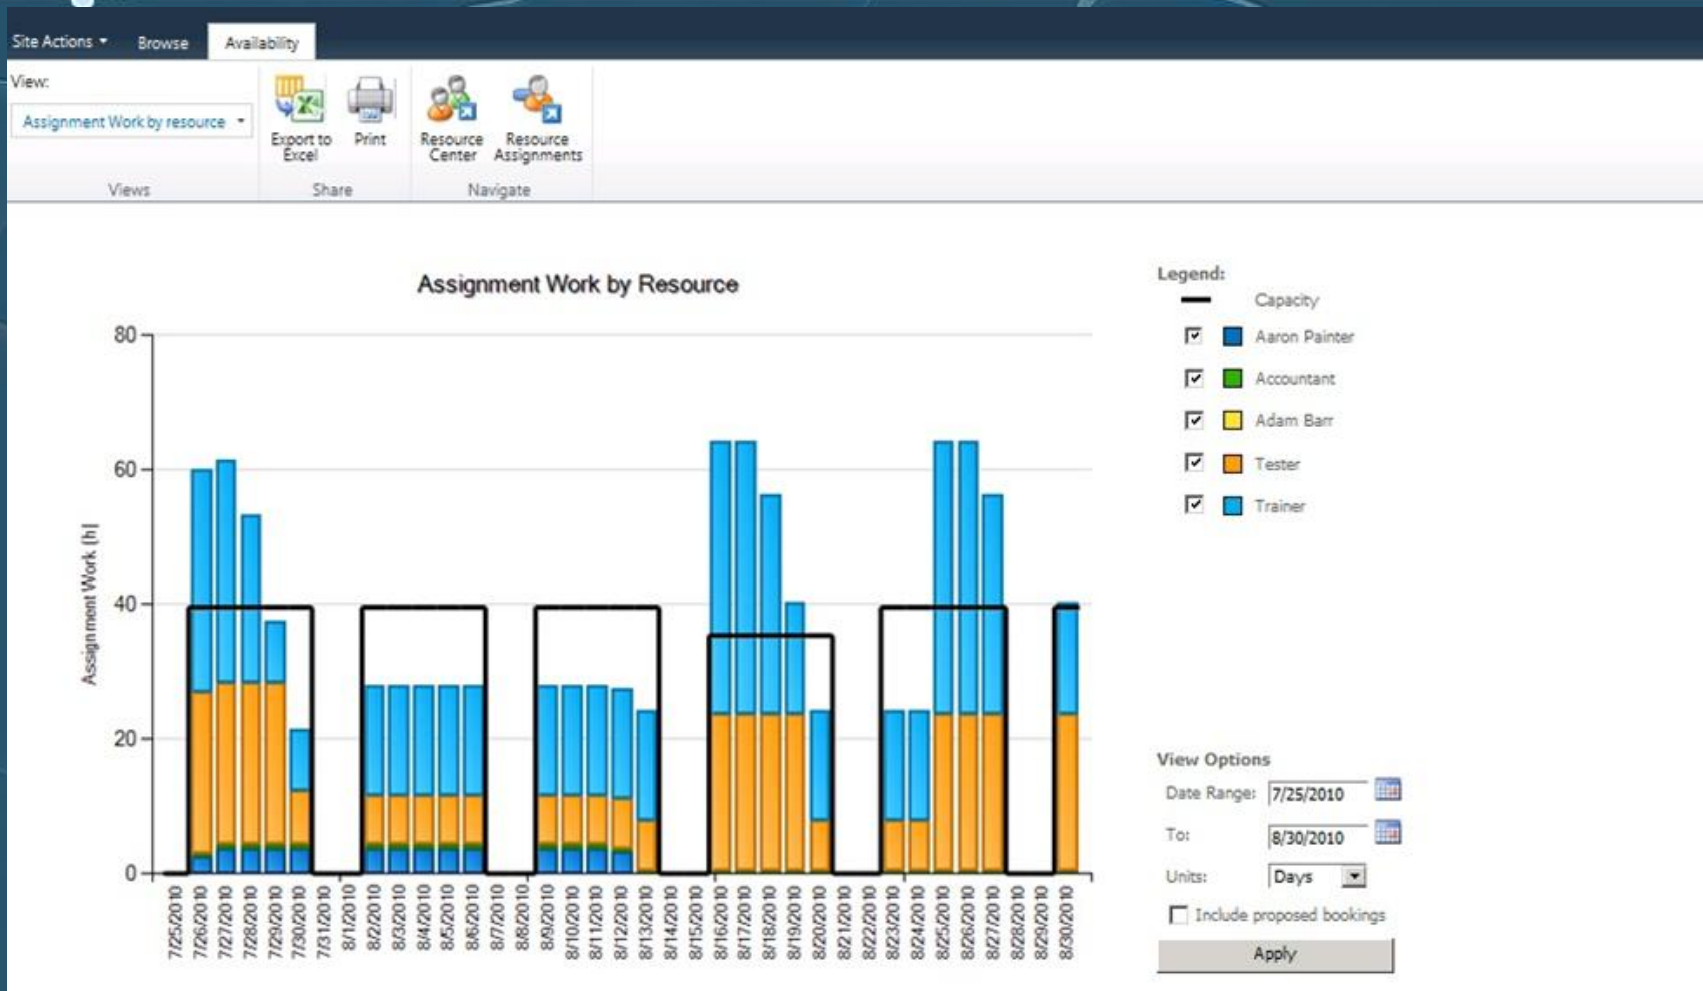 Site Actions
Browse
Availability
View:
Assignment Work by resource
Export to
Excel
Print
Resource
Center
Resource
Assignments
Views
Share
Navigate
Assignment Work by Resource
Assignment Work (h)
80
60
40
20
0
7/25/2010
7/26/2010
7/27/2010
7/28/2010
7/29/2010
7/30/2010
7/31/2010
8/1/2010
8/2/2010
8/3/2010
8/4/2010
8/5/2010
8/6/2010
8/7/2010
8/8/2010
8/9/2010
8/10/2010
8/11/2010
8/12/2010
8/13/2010
8/14/2010
8/15/2010
8/16/2010
8/17/2010
8/18/2010
8/19/2010
8/20/2010
8/21/2010
8/22/2010
8/23/2010
8/24/2010
8/25/2010
8/26/2010
8/27/2010
8/28/2010
8/29/2010
8/30/2010
Legend:
Capacity
Aaron Painter
Accountant
Adam Barr
Tester
Trainer
View Options
Date Range: 7/25/2010
To: 8/30/2010
Units: Days
Include proposed bookings
Apply